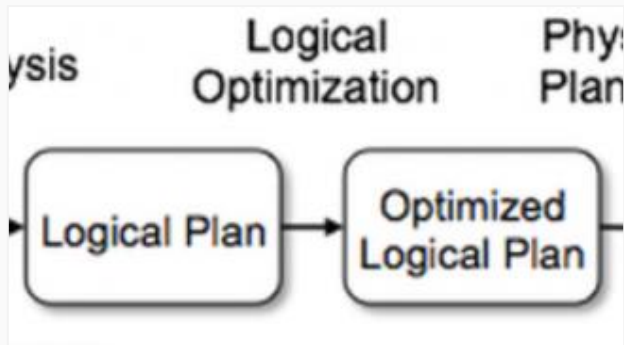 ysis
Logical
Optimization
Phys
Plan
Logical Plan
Optimized
Logical Plan